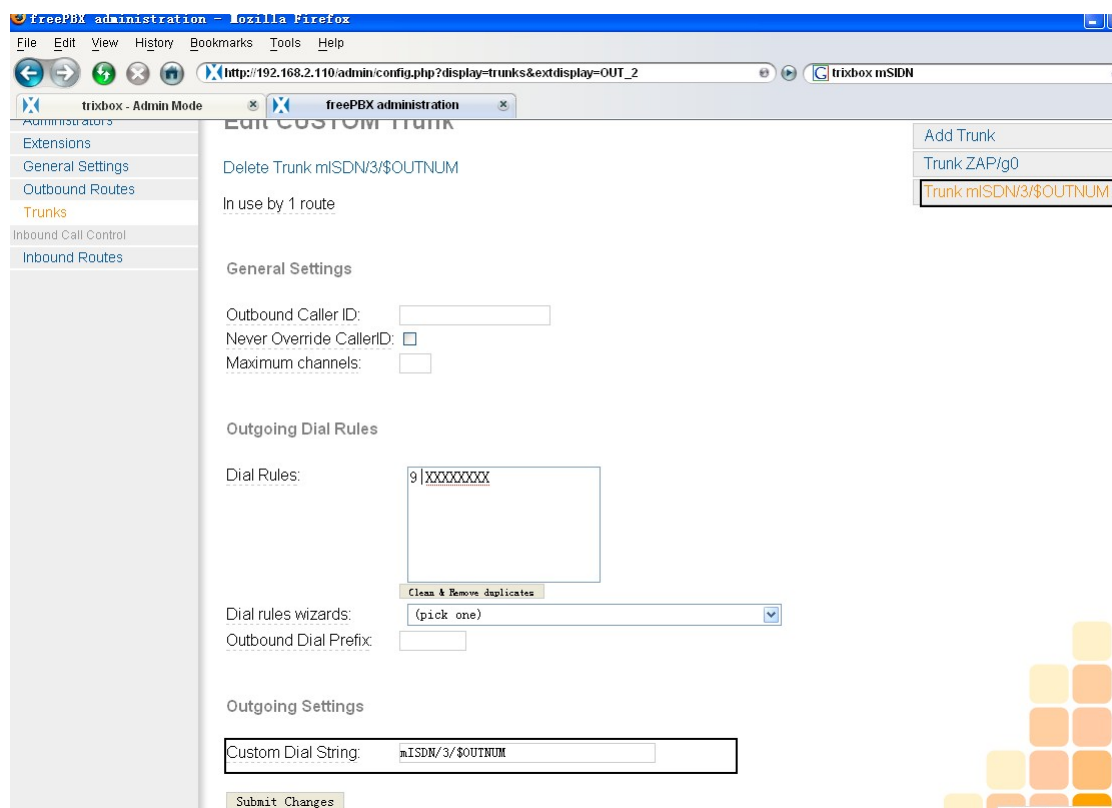 freePBX administration - Mozilla Firefox
File Edit View History Bookmarks Tools Help
http://192.168.2.110/admin/config.php?display=trunks&extdisplay=OUT_2
trixbox mSIDN
trixbox - Admin Mode
freePBX administration
Administrators
Extensions
General Settings
Outbound Routes
Trunks
Inbound Call Control
Inbound Routes
Edit CUSTOM Trunk
Delete Trunk mISDN/3/$OUTNUM
In use by 1 route
General Settings
Outbound Caller ID:
Never Override CallerID:
Maximum channels:
Outgoing Dial Rules
Dial Rules:
9|XXXXXXXX
Clean & Remove duplicates
Dial rules wizards: (pick one)
Outbound Dial Prefix:
Outgoing Settings
Custom Dial String: mISDN/3/$OUTNUM
Submit Changes
Add Trunk
Trunk ZAP/g0
Trunk mISDN/3/$OUTNUM